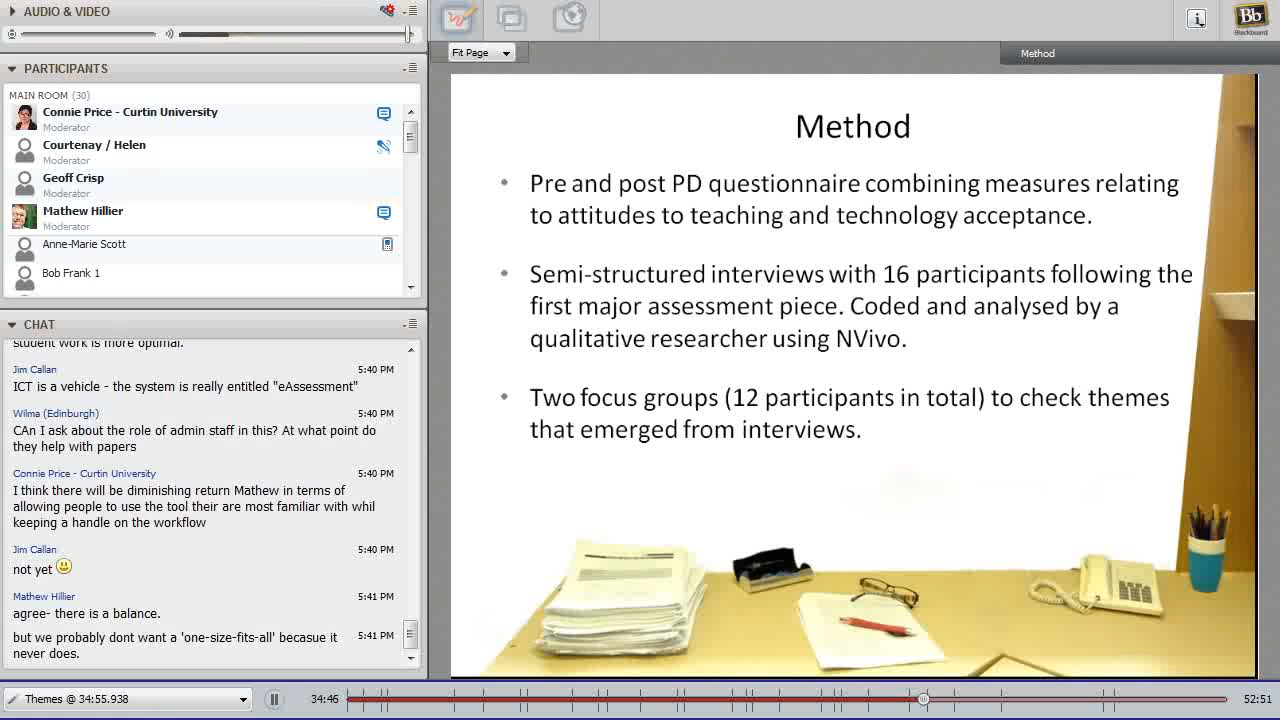 AUDIO & VIDEO
PARTICIPANTS
MAIN ROOM (30)
Connie Price - Curtin University
Moderator
Courtenay / Helen
Moderator
Geoff Crisp
Moderator
Mathew Hillier
Moderator
Anne-Marie Scott
Bob Frank 1
CHAT
student work is more optimal.
Jim Callan 5:40 PM
ICT is a vehicle - the system is really entitled "eAssessment"
Wilma (Edinburgh) 5:40 PM
CAn I ask about the role of admin staff in this? At what point do
they help with papers
Connie Price - Curtin University 5:40 PM
I think there will be diminishing return Mathew in terms of
allowing people to use the tool their are most familiar with whil
keeping a handle on the workflow
Jim Callan 5:40 PM
not yet
Mathew Hillier 5:41 PM
agree- there is a balance.
but we probably dont want a 'one-size-fits-all' becasue it 5:41 PM
never does.
Fit Page
Method
Bb
Blackboard
Method
• Pre and post PD questionnaire combining measures relating
to attitudes to teaching and technology acceptance.
• Semi-structured interviews with 16 participants following the
first major assessment piece. Coded and analysed by a
qualitative researcher using NVivo.
• Two focus groups (12 participants in total) to check themes
that emerged from interviews.
Themes @ 34:55.938
34:46
52:51